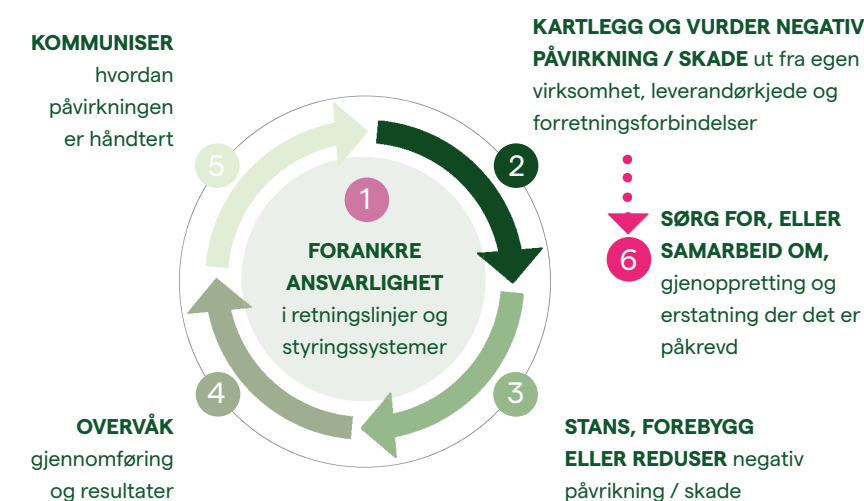 1
FORANKRE
ANSVARLIGHET
i retningslinjer og
styringssystemer
2
KARTLEGG OG VURDER NEGATIV
PÅVIRKNING / SKADE ut fra egen
virksomhet, leverandørkjede og
forretningsforbindelser
3
STANS, FOREBYGG
ELLER REDUSER negativ
påvrikning / skade
4
OVERVÅK
gjennomføring
og resultater
5
KOMMUNISER
hvordan
påvirkningen
er håndtert
6
SØRG FOR, ELLER
SAMARBEID OM,
gjenoppretting og
erstatning der det er
påkrevd